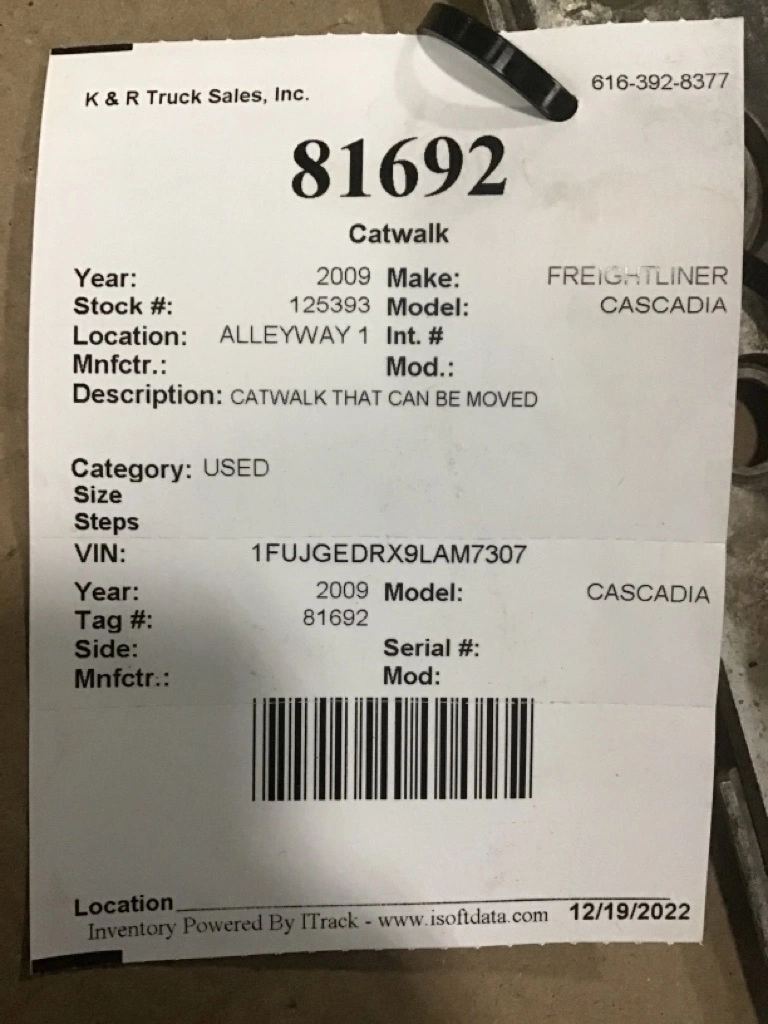 K & R Truck Sales, Inc. 616-392-8377
81692
Catwalk
Year: 2009 Make: FREIGHTLINER
Stock #: 125393 Model: CASCADIA
Location: ALLEYWAY 1 Int. #
Mnfctr.: Mod.:
Description: CATWALK THAT CAN BE MOVED
Category: USED
Size
Steps
VIN: 1FUJGEDRX9LAM7307
Year: 2009 Model: CASCADIA
Tag #: 81692
Side: Serial #:
Mnfctr.: Mod:
Location
Inventory Powered By ITrack - www.isoftdata.com 12/19/2022